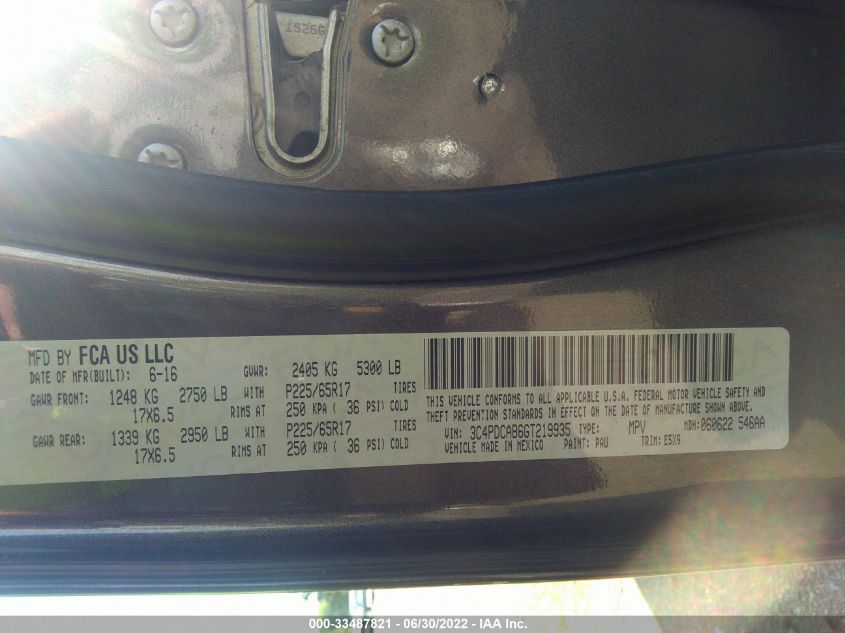 IS26G
MFD BY FCA US LLC
DATE OF MFR(BUILT): 6-16 GVWR: 2405 KG 5300 LB
GAWR FRONT: 1248 KG 2750 LB WITH P225/65R17 TIRES
17X6.5 RIMS AT 250 KPA ( 36 PSI) COLD
GAWR REAR: 1339 KG 2950 LB WITH P225/65R17 TIRES
17X6.5 RIMS AT 250 KPA ( 36 PSI) COLD
THIS VEHICLE CONFORMS TO ALL APPLICABLE U.S.A. FEDERAL MOTOR VEHICLE SAFETY AND
THEFT PREVENTION STANDARDS IN EFFECT ON THE DATE OF MANUFACTURE SHOWN ABOVE.
VIN: 3C4PDCAB6GT219935 TYPE: MPV MDH: 060622 546AA
VEHICLE MADE IN MEXICO PAINT: PAU TRIM: E5X9
000-33487821 - 06/30/2022 - IAA Inc.